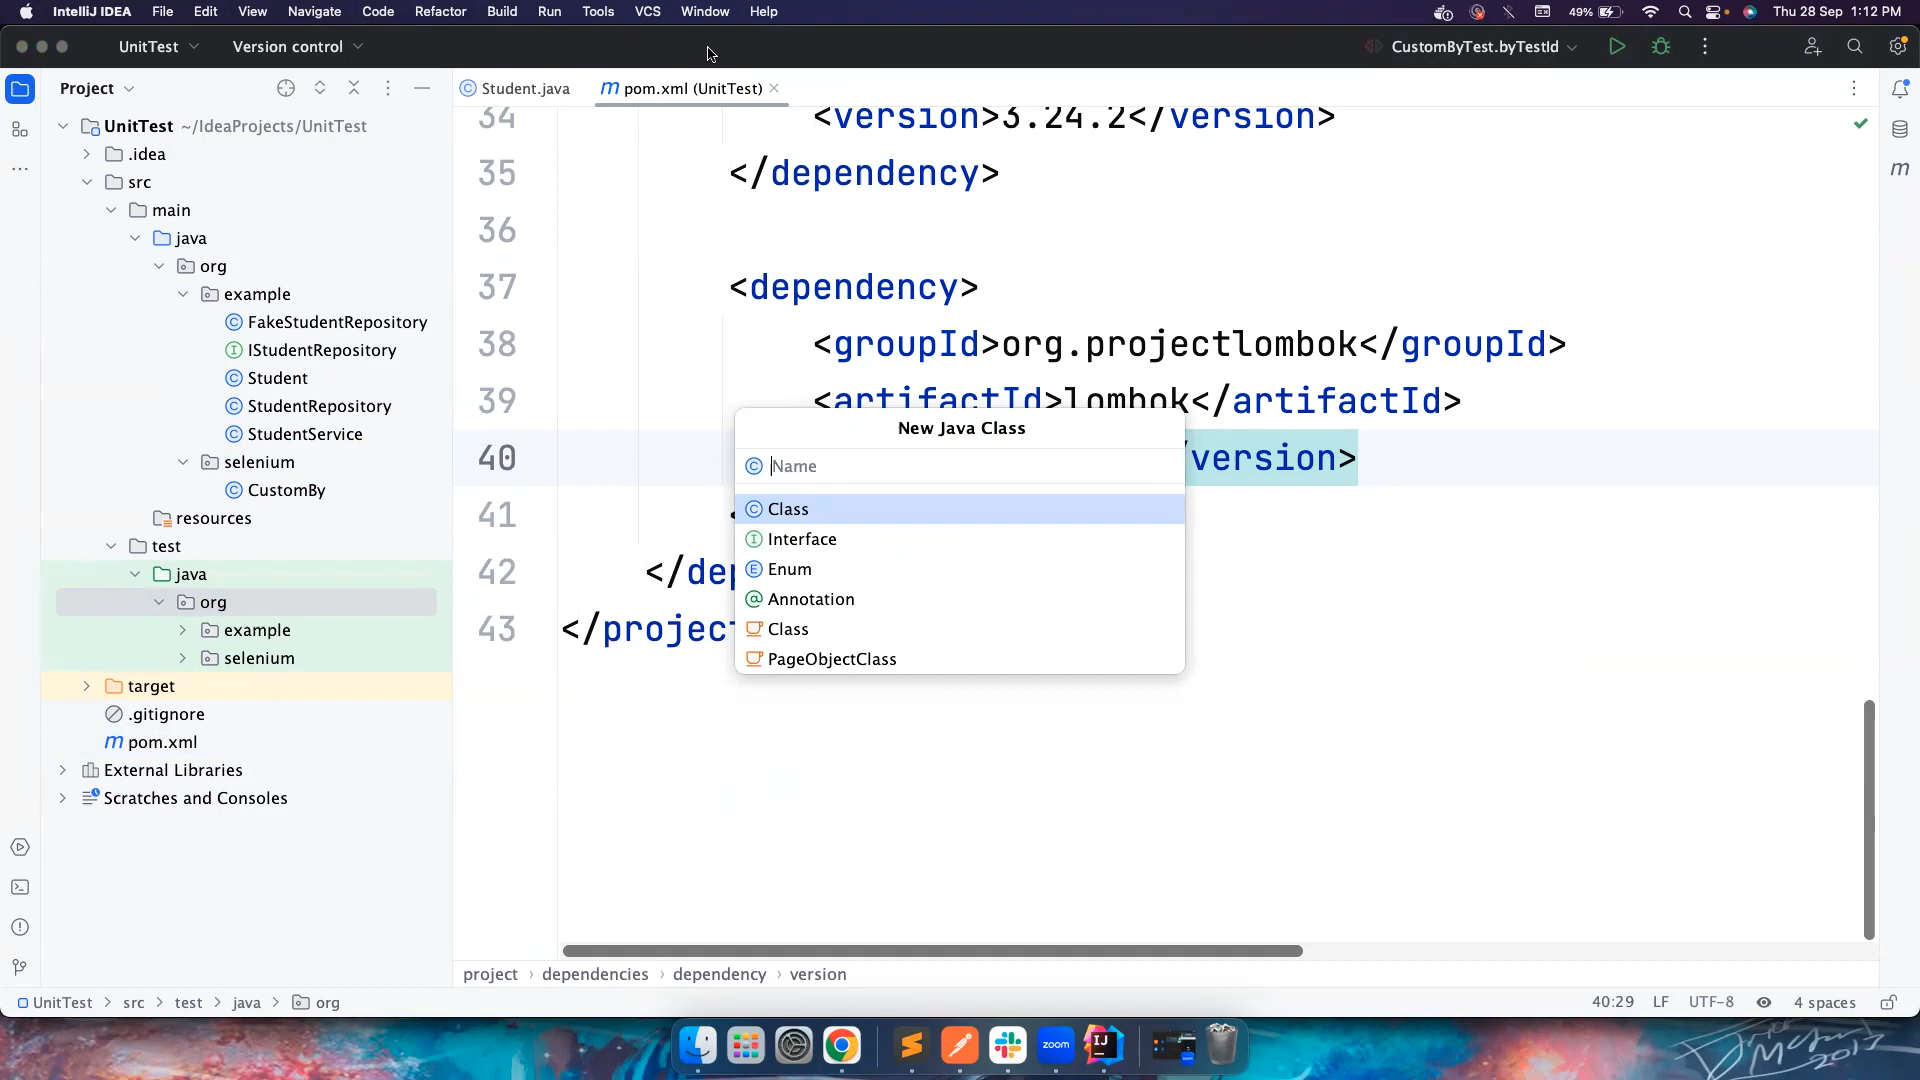 IntelliJ IDEA File Edit View Navigate Code Refactor Build Run Tools VCS Window Help 49% Thu 28 Sep 1:12 PM
UnitTest Version control CustomByTest.byTestId
Project Student.java pom.xml (UnitTest)
UnitTest ~/IdeaProjects/UnitTest
.idea
src
main
java
org
example
FakeStudentRepository
IStudentRepository
Student
StudentRepository
StudentService
selenium
CustomBy
resources
test
java
org
example
selenium
target
.gitignore
pom.xml
External Libraries
Scratches and Consoles
34 <version>3.24.2</version>
35 </dependency>
36
37 <dependency>
38 <groupId>org.projectlombok</groupId>
39 <artifactId>lombok</artifactId>
40 version>
41 <
42 </dep
43 </project
New Java Class
Name
Class
Interface
Enum
Annotation
Class
PageObjectClass
project › dependencies › dependency › version
UnitTest > src > test > java > org 40:29 LF UTF-8 4 spaces
zoom IJ
2017